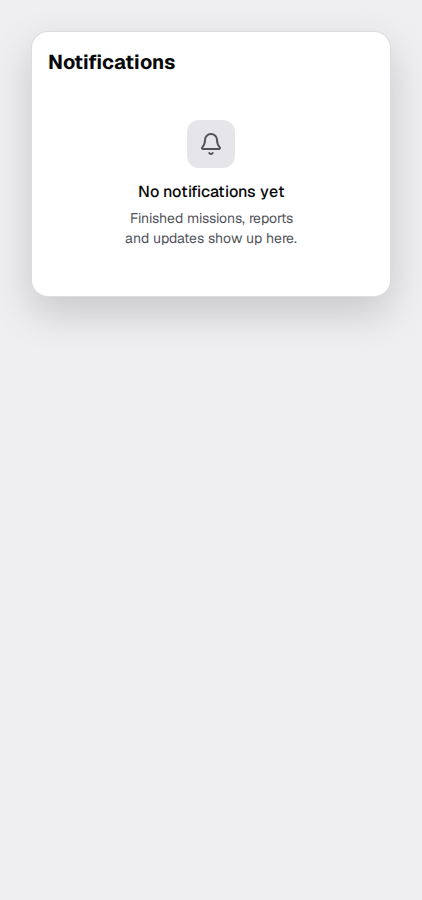 Notifications
No notifications yet
Finished missions, reports
and updates show up here.